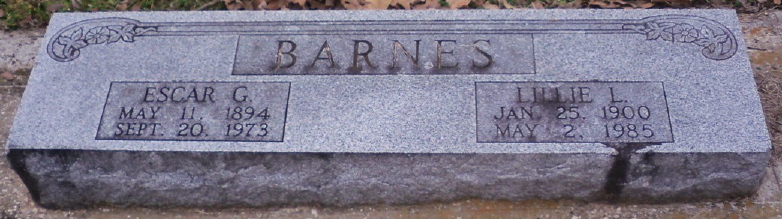 BARNES
ESCAR G.
MAY 11, 1894
SEPT. 20, 1973
LILLIE L.
JAN. 25, 1900
MAY 2, 1985